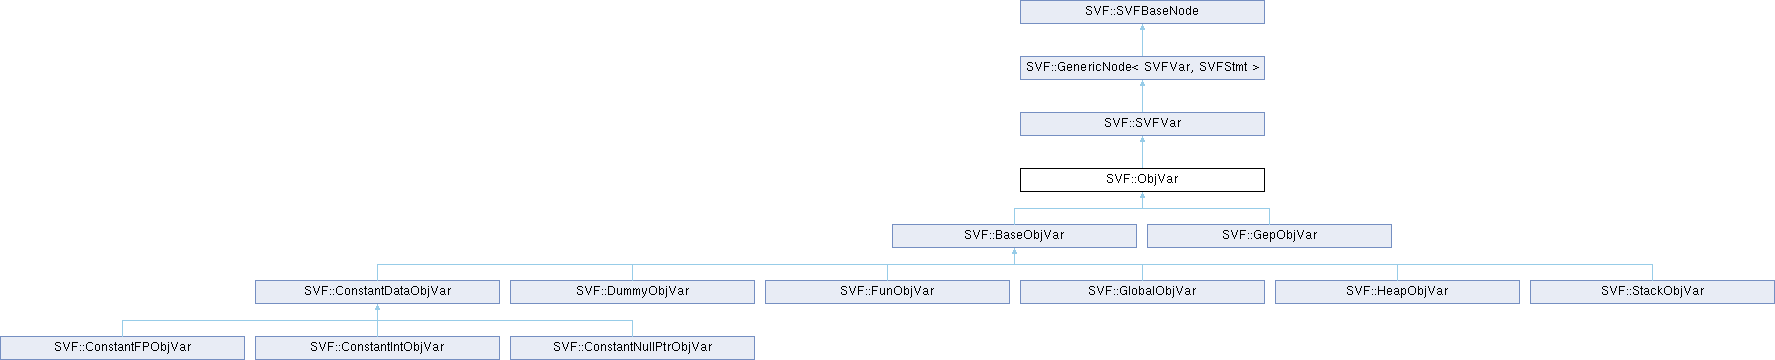 SVF::SVFBaseNode
SVF::GenericNode< SVFVar, SVFStmt >
SVF::SVFVar
SVF::ObjVar
SVF::BaseObjVar
SVF::GepObjVar
SVF::ConstantDataObjVar
SVF::DummyObjVar
SVF::FunObjVar
SVF::GlobalObjVar
SVF::HeapObjVar
SVF::StackObjVar
SVF::ConstantFPObjVar
SVF::ConstantIntObjVar
SVF::ConstantNullPtrObjVar